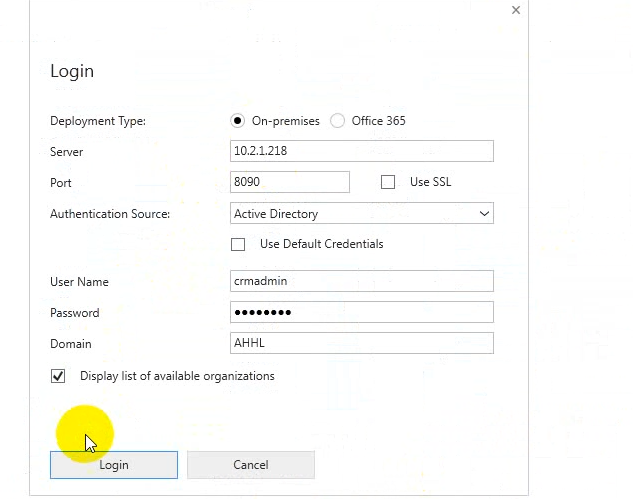 Login
Deployment Type: On-premises Office 365
Server 10.2.1.218
Port 8090 Use SSL
Authentication Source: Active Directory
Use Default Credentials
User Name crmadmin
Password ●●●●●●●●
Domain AHHL
Display list of available organizations
Login Cancel